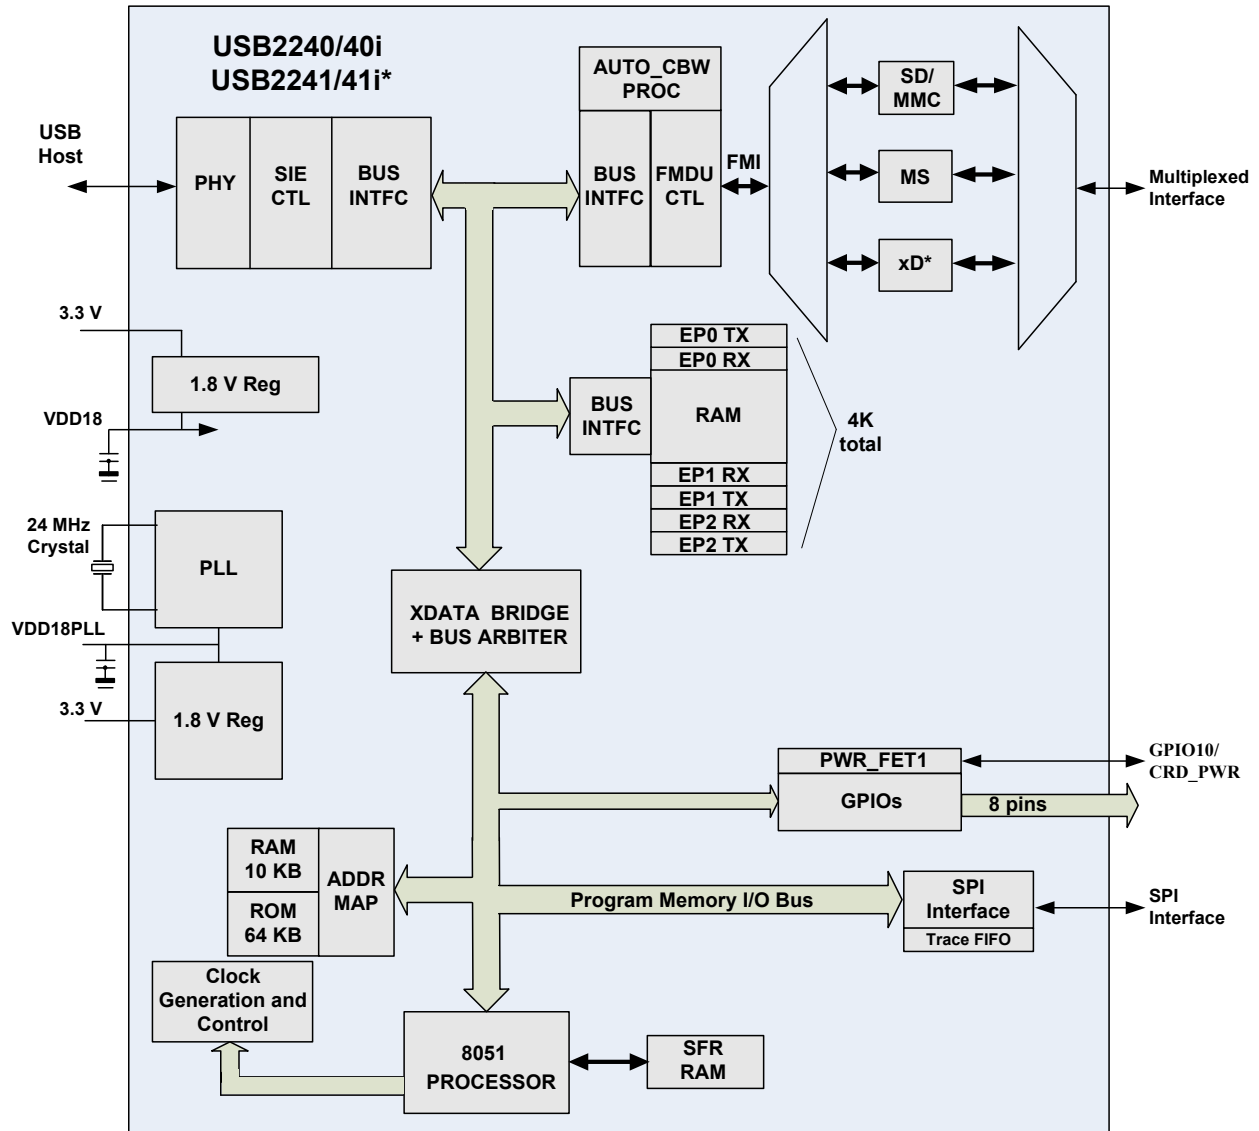 USB2240/40i
USB2241/41i*
USB
Host
PHY
SIE
CTL
BUS
INTFC
AUTO_CBW
PROC
BUS
INTFC
FMDU
CTL
FMI
SD/
MMC
MS
xD*
Multiplexed
Interface
3.3 V
1.8 V Reg
VDD18
EP0 TX
EP0 RX
BUS
INTFC
RAM
EP1 RX
EP1 TX
EP2 RX
EP2 TX
4K
total
24 MHz
Crystal
PLL
VDD18PLL
1.8 V Reg
3.3 V
XDATA BRIDGE
+ BUS ARBITER
PWR_FET1
GPIOs
8 pins
GPIO10/
CRD_PWR
RAM
10 KB
ROM
64 KB
ADDR
MAP
Program Memory I/O Bus
SPI
Interface
Trace FIFO
SPI
Interface
Clock
Generation and
Control
8051
PROCESSOR
SFR
RAM